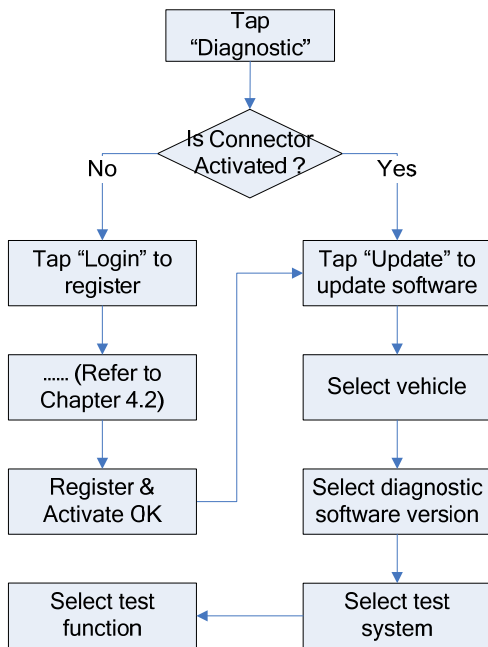 Tap
“Diagnostic”
Is Connector
Activated ?
No
Yes
Tap “Login” to
register
...... (Refer to
Chapter 4.2)
Register &
Activate OK
Tap “Update” to
update software
Select vehicle
Select diagnostic
software version
Select test
system
Select test
function